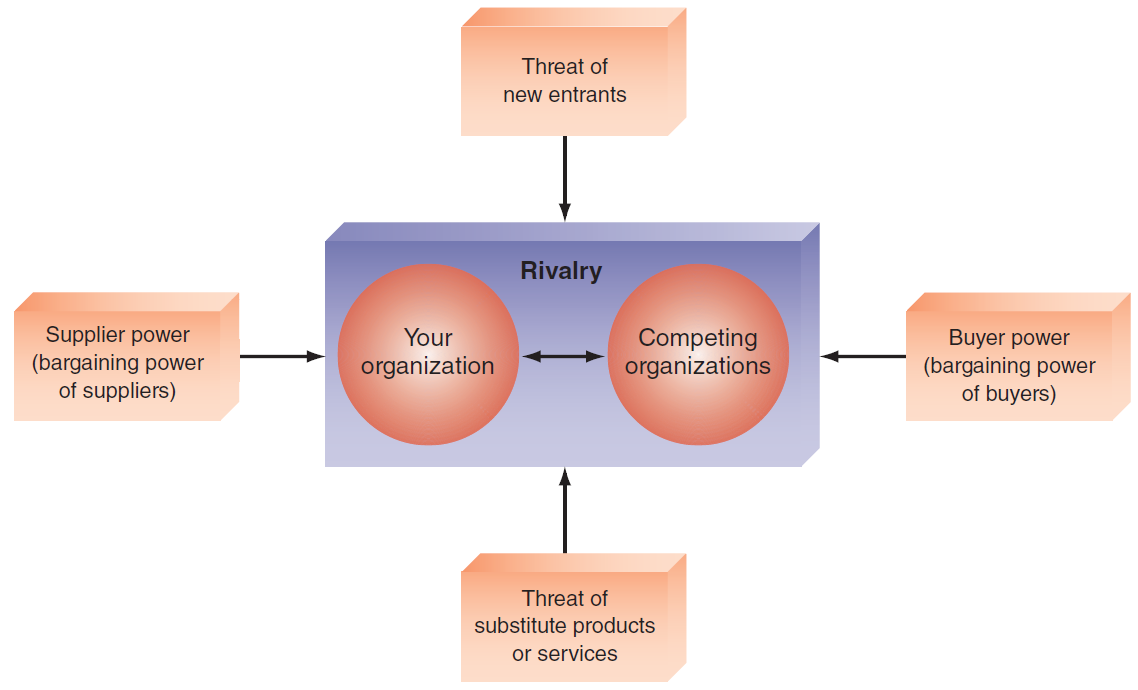 Threat of
new entrants
Rivalry
Supplier power
(bargaining power
of suppliers)
Your
organization
Competing
organizations
Buyer power
(bargaining power
of buyers)
Threat of
substitute products
or services